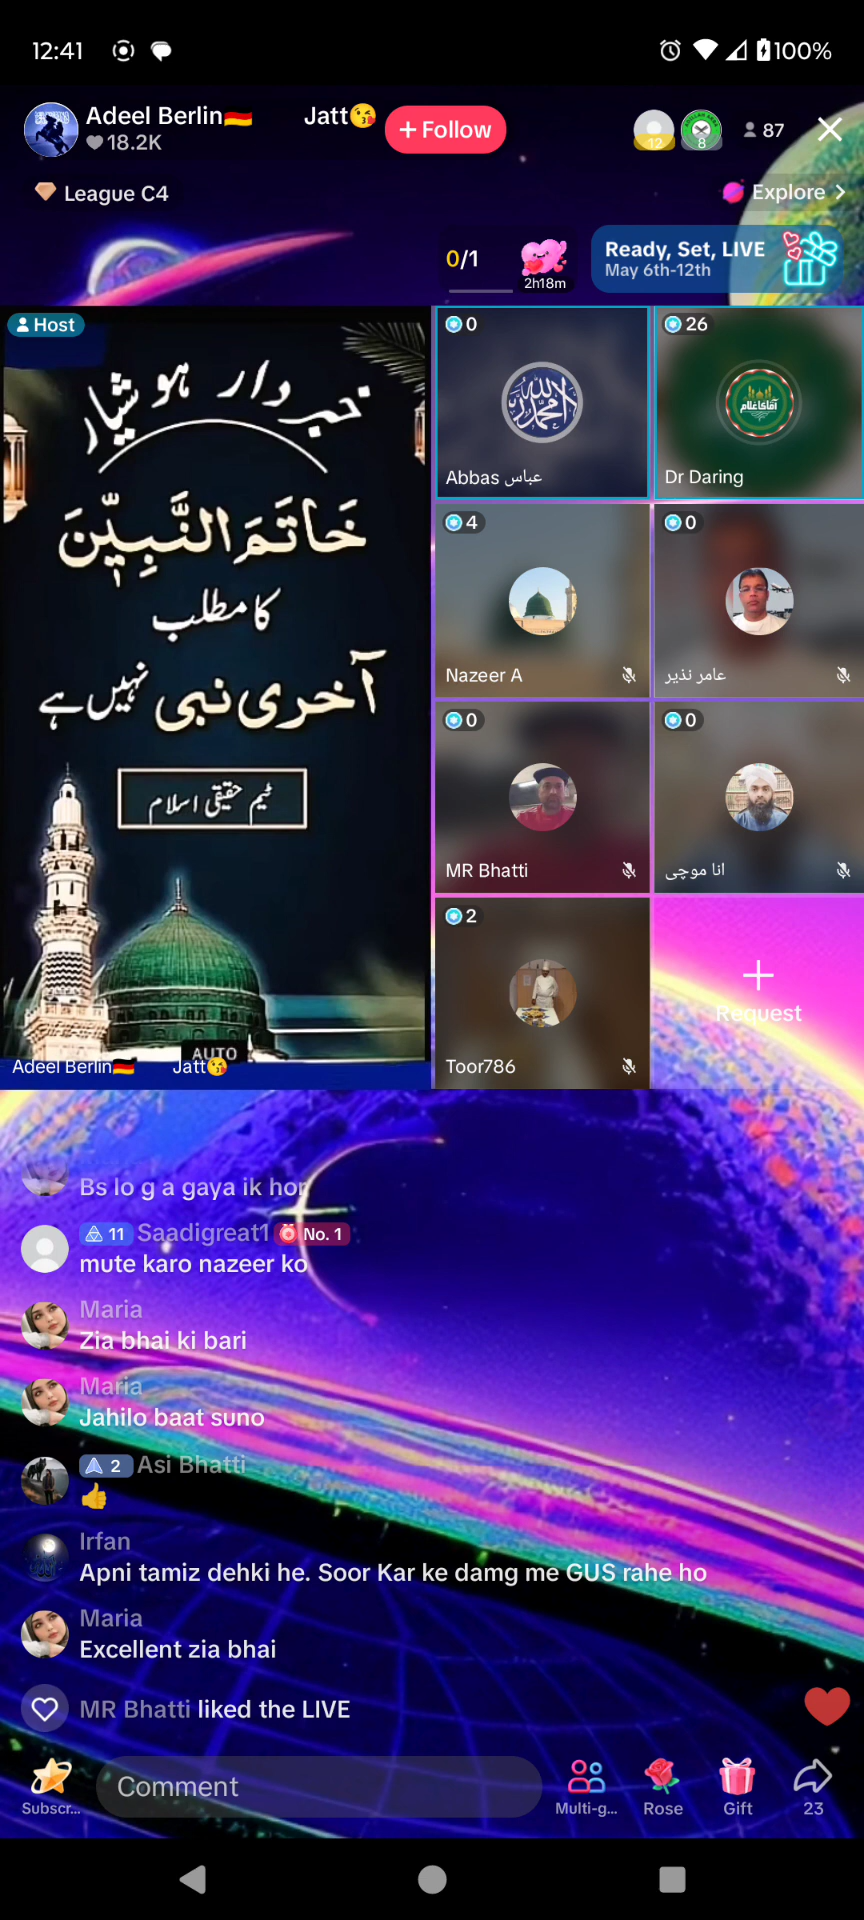 12:41
100%
Adeel Berlin🇩🇪 Jatt😘
18.2K
+ Follow
12
8
87
League C4
Explore
0/1
2h18m
Ready, Set, LIVE
May 6th-12th
Host
خبردار ہوشیار
خَاتَمَ النَّبِيّٖنَ
کا مطلب
آخری نبی نہیں ہے
ٹیم حقیقی اسلام
AUTO
Adeel Berlin🇩🇪 Jatt😘
0
Abbas عباس
26
آقا کا غلام
Dr Daring
4
Nazeer A
0
عامر نذیر
0
MR Bhatti
0
انا موچی
2
Toor786
Request
Bs lo g a gaya ik hor
11 Saadigreat1 No. 1
mute karo nazeer ko
Maria
Zia bhai ki bari
Maria
Jahilo baat suno
2 Asi Bhatti
👍
Irfan
Apni tamiz dehki he. Soor Kar ke damg me GUS rahe ho
Maria
Excellent zia bhai
MR Bhatti liked the LIVE
Subscr...
Comment
Multi-g...
Rose
Gift
23